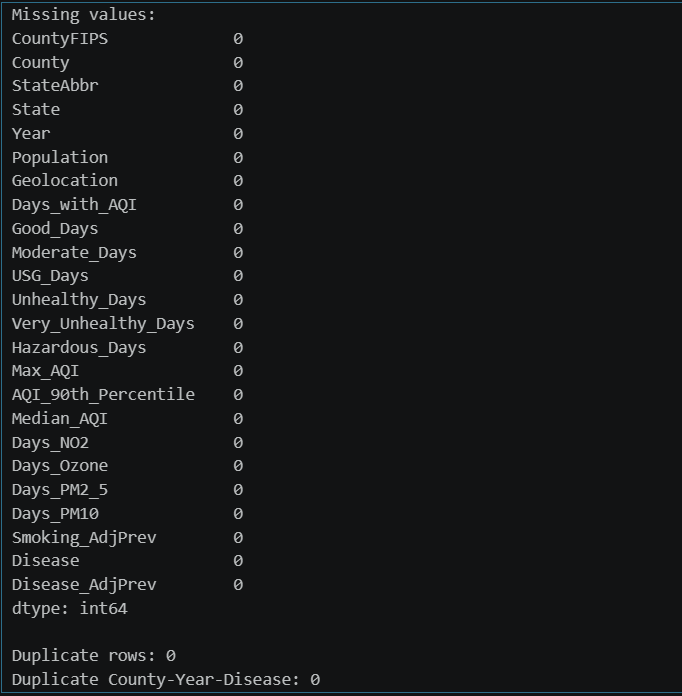 Missing values:
CountyFIPS 0
County 0
StateAbbr 0
State 0
Year 0
Population 0
Geolocation 0
Days_with_AQI 0
Good_Days 0
Moderate_Days 0
USG_Days 0
Unhealthy_Days 0
Very_Unhealthy_Days 0
Hazardous_Days 0
Max_AQI 0
AQI_90th_Percentile 0
Median_AQI 0
Days_NO2 0
Days_Ozone 0
Days_PM2_5 0
Days_PM10 0
Smoking_AdjPrev 0
Disease 0
Disease_AdjPrev 0
dtype: int64
Duplicate rows: 0
Duplicate County-Year-Disease: 0